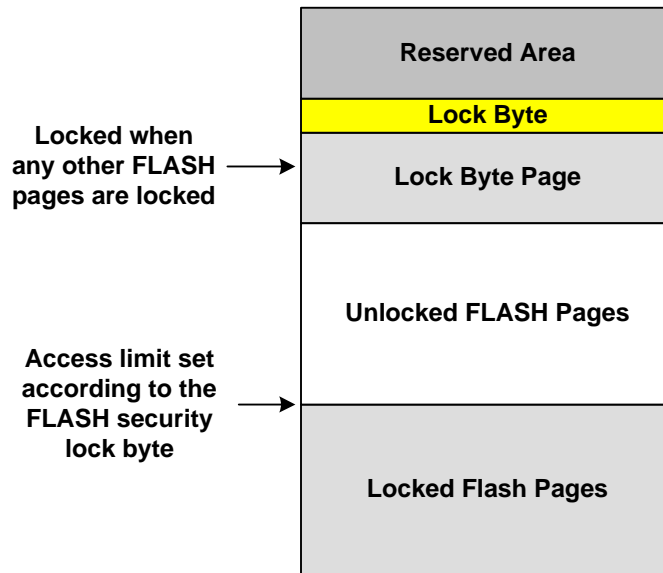 Reserved Area
Lock Byte
Locked when
any other FLASH
pages are locked
Lock Byte Page
Unlocked FLASH Pages
Access limit set
according to the
FLASH security
lock byte
Locked Flash Pages